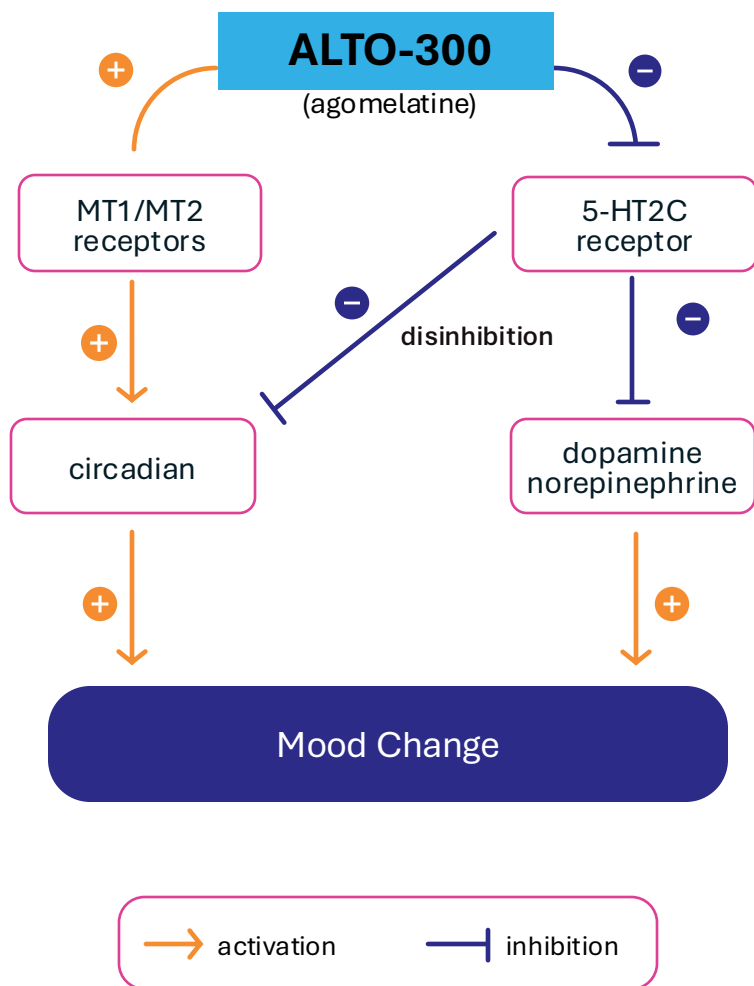 ALTO-300
(agomelatine)
+
−
MT1/MT2
receptors
5-HT2C
receptor
−
−
+
disinhibition
circadian
dopamine
norepinephrine
+
+
Mood Change
activation
inhibition